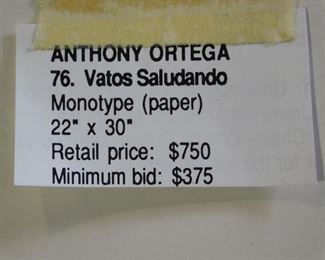 ANTHONY ORTEGA
76. Vatos Saludando
Monotype (paper)
22" x 30"
Retail price: $750
Minimum bid: $375